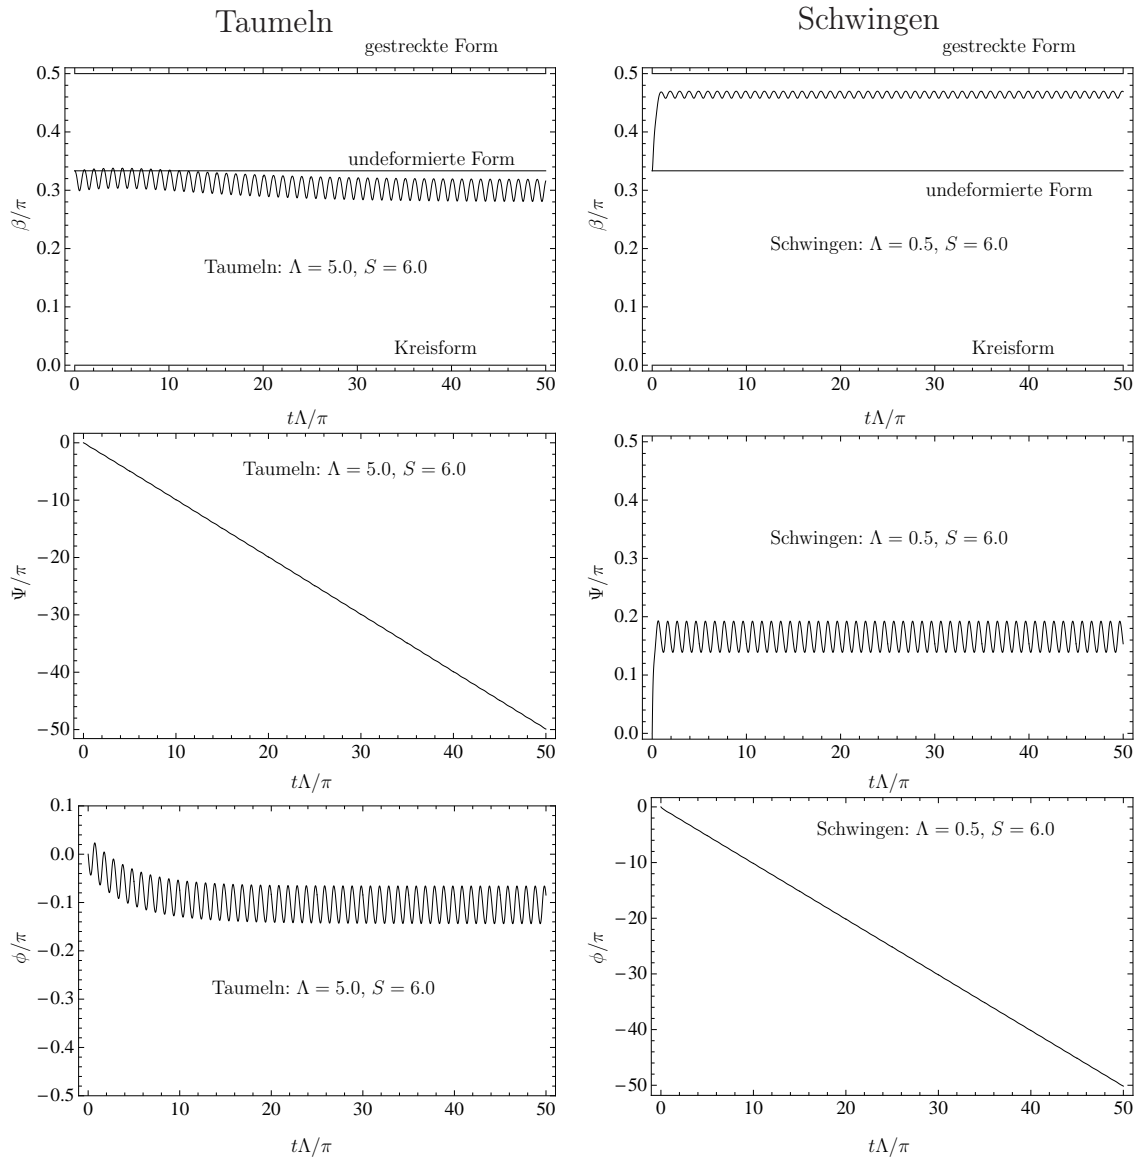 Taumeln
Schwingen
gestreckte Form
gestreckte Form
0.5
0.4
0.3
0.2
0.1
0.0
β/π
undeformierte Form
Taumeln: Λ = 5.0, S = 6.0
Kreisform
0 10 20 30 40 50
tΛ/π
0.5
0.4
0.3
0.2
0.1
0.0
β/π
undeformierte Form
Schwingen: Λ = 0.5, S = 6.0
Kreisform
0 10 20 30 40 50
tΛ/π
0
−10
−20
−30
−40
−50
Ψ/π
Taumeln: Λ = 5.0, S = 6.0
0 10 20 30 40 50
tΛ/π
0.5
0.4
0.3
0.2
0.1
0.0
Ψ/π
Schwingen: Λ = 0.5, S = 6.0
0 10 20 30 40 50
tΛ/π
0.1
0.0
−0.1
−0.2
−0.3
−0.4
−0.5
ϕ/π
Taumeln: Λ = 5.0, S = 6.0
0 10 20 30 40 50
tΛ/π
0
−10
−20
−30
−40
−50
ϕ/π
Schwingen: Λ = 0.5, S = 6.0
0 10 20 30 40 50
tΛ/π